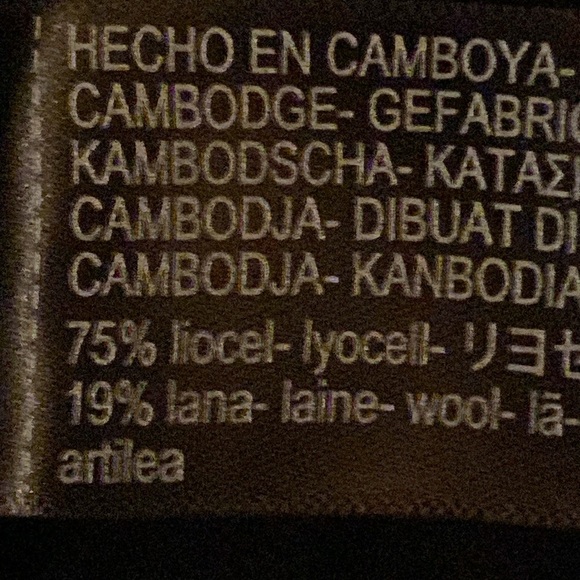 HECHO EN CAMBOYA-
CAMBODGE- GEFABRIC
KAMBODSCHA- ΚΑΤΑΣ
CAMBODJA- DIBUAT DI
CAMBODJA- KANBODIA
75% liocel- lyocell- リヨセ
19% lana- laine- wool- lã-
artilea